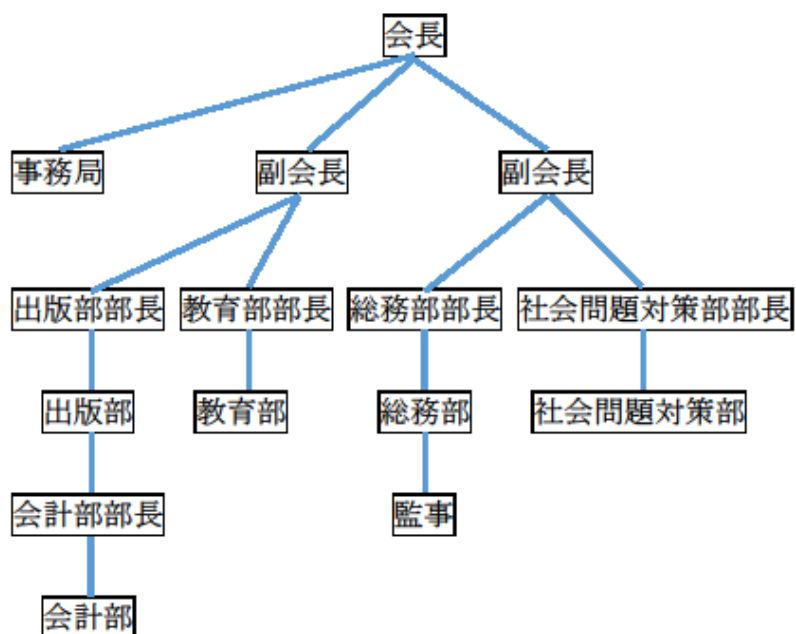 会長
事務局
副会長
副会長
出版部部長
教育部部長
総務部部長
社会問題対策部部長
出版部
教育部
総務部
社会問題対策部
会計部部長
監事
会計部